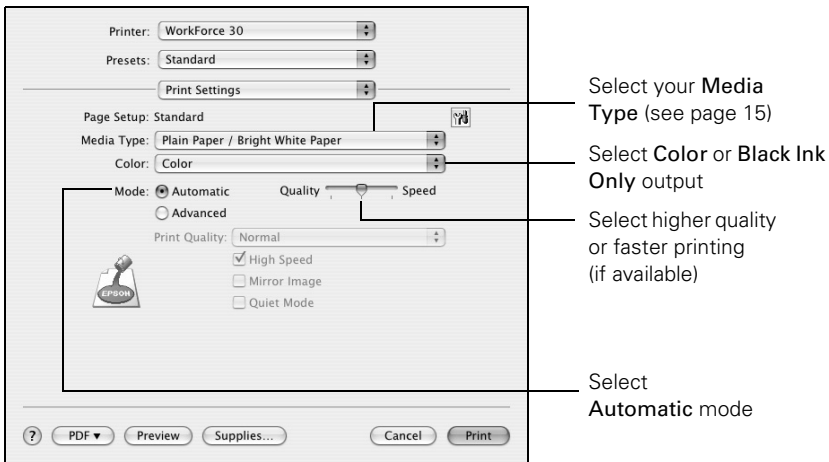 Printer: WorkForce 30
Presets: Standard
Print Settings
Page Setup: Standard
Media Type: Plain Paper / Bright White Paper
Color: Color
Mode: Automatic Quality Speed
Advanced
Print Quality: Normal
High Speed
Mirror Image
Quiet Mode
EPSON
? PDF Preview Supplies... Cancel Print
Select your Media
Type (see page 15)
Select Color or Black Ink
Only output
Select higher quality
or faster printing
(if available)
Select
Automatic mode